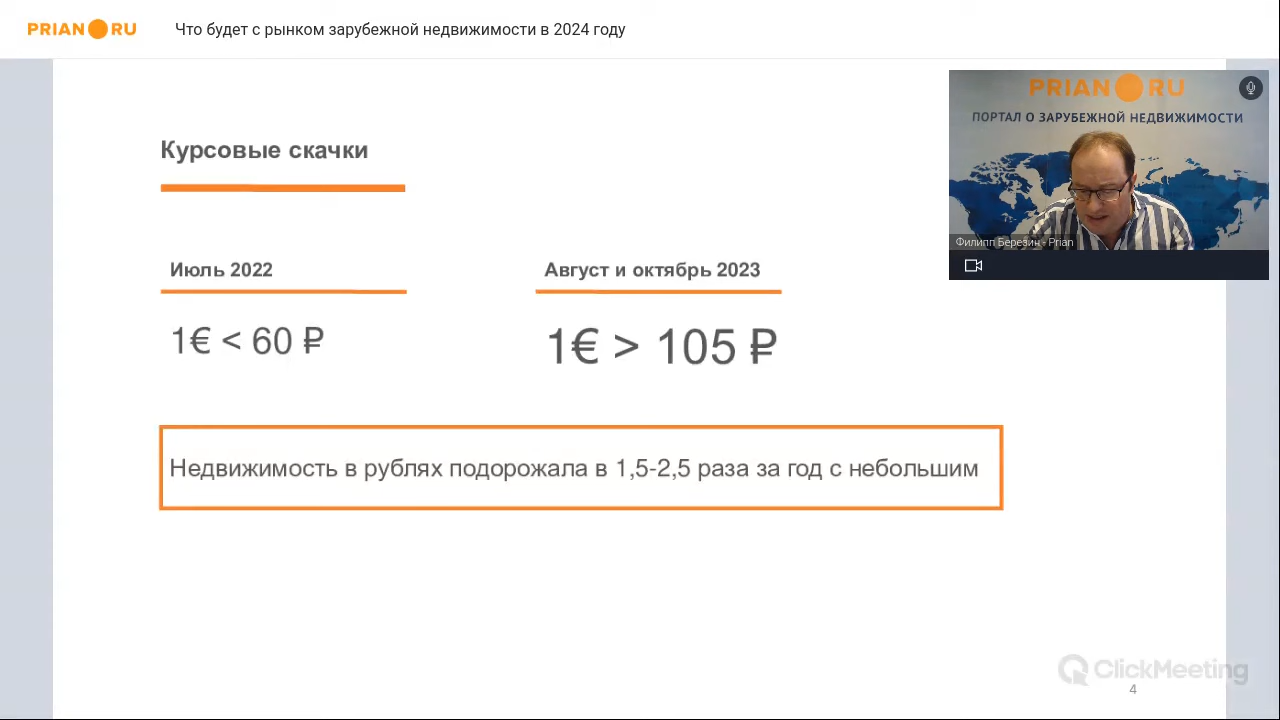 PRIAN RU
Что будет с рынком зарубежной недвижимости в 2024 году
PRIAN RU
ПОРТАЛ О ЗАРУБЕЖНОЙ НЕДВИЖИМОСТИ
Филипп Березин - Prian
Курсовые скачки
Июль 2022
1€ < 60 ₽
Август и октябрь 2023
1€ > 105 ₽
Недвижимость в рублях подорожала в 1,5-2,5 раза за год с небольшим
ClickMeeting
4